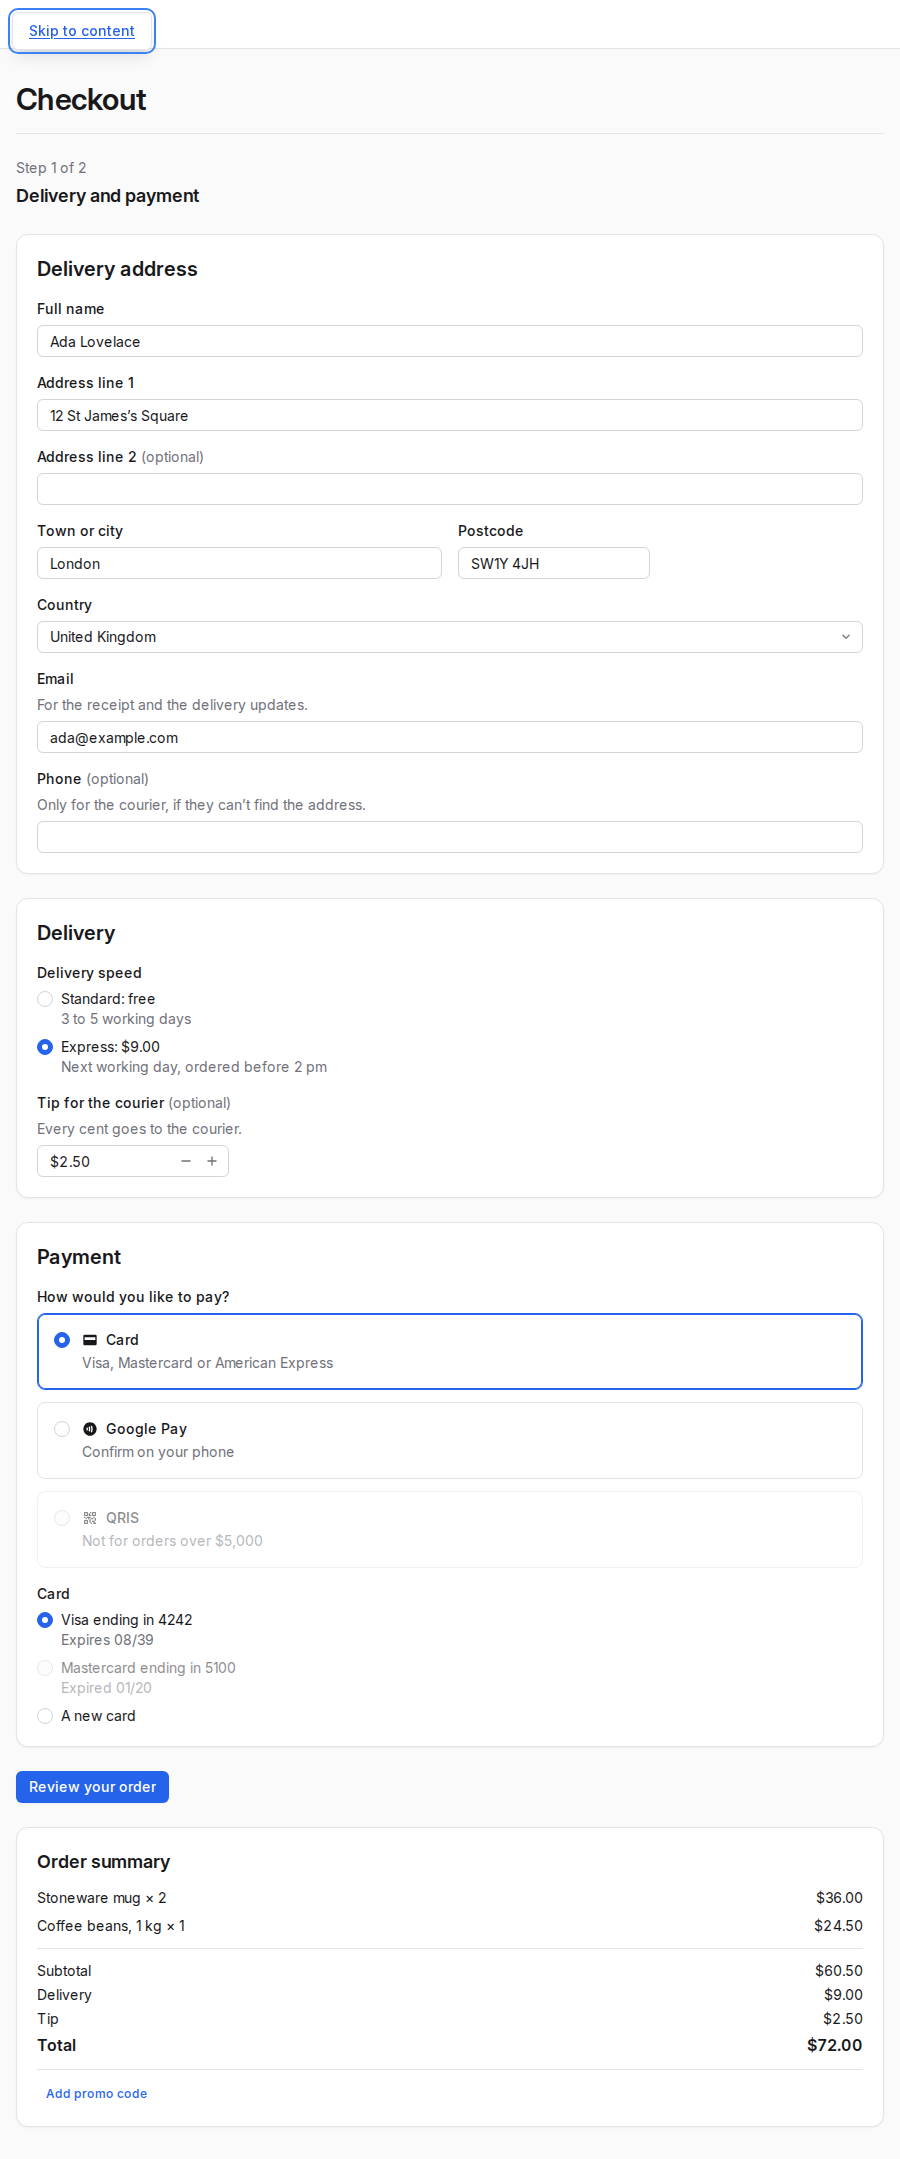 Skip to content
Checkout
Step 1 of 2
Delivery and payment
Delivery address
Full name
Ada Lovelace
Address line 1
12 St James’s Square
Address line 2 (optional)
Town or city
Postcode
London
SW1Y 4JH
Country
United Kingdom
Email
For the receipt and the delivery updates.
ada@example.com
Phone (optional)
Only for the courier, if they can’t find the address.
Delivery
Delivery speed
Standard: free
3 to 5 working days
Express: $9.00
Next working day, ordered before 2 pm
Tip for the courier (optional)
Every cent goes to the courier.
$2.50
Payment
How would you like to pay?
Card
Visa, Mastercard or American Express
Google Pay
Confirm on your phone
QRIS
Not for orders over $5,000
Card
Visa ending in 4242
Expires 08/39
Mastercard ending in 5100
Expired 01/20
A new card
Review your order
Order summary
Stoneware mug × 2 $36.00
Coffee beans, 1 kg × 1 $24.50
Subtotal $60.50
Delivery $9.00
Tip $2.50
Total $72.00
Add promo code